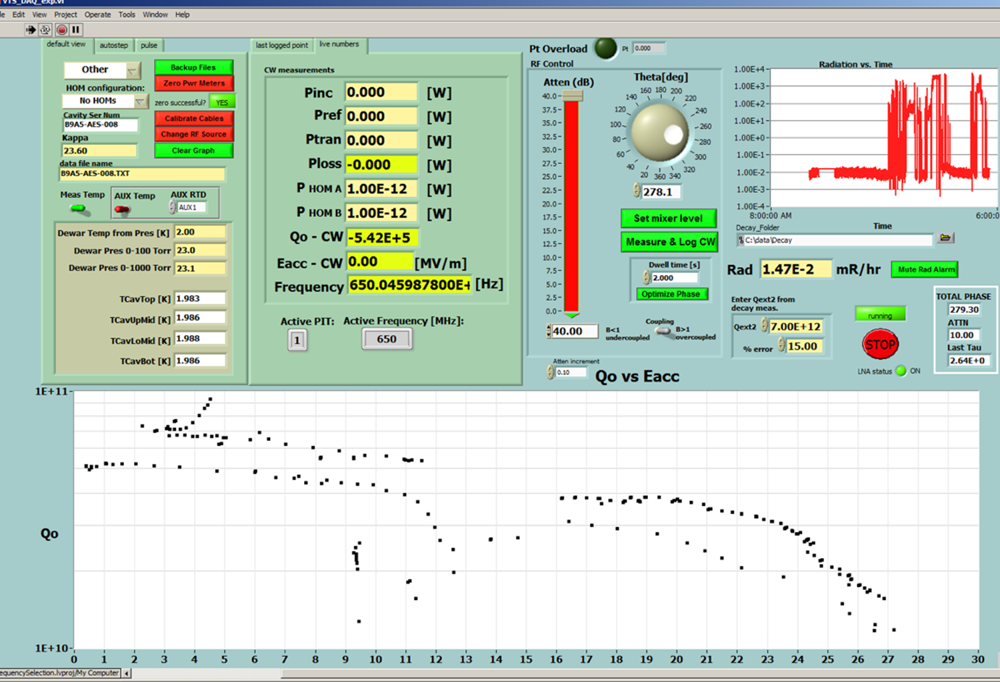 VTS_DAQ_exp.vi
Edit View Project Operate Tools Window Help
default view autostep pulse
Other
Backup Files
Zero Pwr Meters
HOM configuration:
No HOMs
zero successful? YES
Cavity Ser Num
B9A5-AES-008
Calibrate Cables
Change RF Source
Kappa
23.60
Clear Graph
data file name
B9A5-AES-008.TXT
Meas Temp
AUX Temp
AUX RTD
AUX1
Dewar Temp from Pres [K] 2.00
Dewar Pres 0-100 Torr 23.0
Dewar Pres 0-1000 Torr 23.1
TCavTop [K] 1.983
TCavUpMid [K] 1.986
TCavLoMid [K] 1.988
TCavBot [K] 1.986
last logged point live numbers
CW measurements
Pinc 0.000 [W]
Pref 0.000 [W]
Ptran 0.000 [W]
Ploss -0.000 [W]
P HOM A 1.00E-12 [W]
P HOM B 1.00E-12 [W]
Qo - CW -5.42E+5
Eacc - CW 0.00 [MV/m]
Frequency 650.045987800E+ [Hz]
Active PIT: Active Frequency [MHz]:
1 650
Pt Overload Pt 0.000
RF Control
Atten (dB)
40.0
37.5
35.0
32.5
30.0
27.5
25.0
22.5
20.0
17.5
15.0
12.5
10.0
7.5
5.0
2.5
0.0
40.00
Theta[deg]
20 40 60 80 100 120 140 160 180 200 220 240 260 280 300 320 340 360
278.1
Set mixer level
Measure & Log CW
Dwell time [s]
2.000
Optimize Phase
Coupling
B<1 undercoupled
B>1 overcoupled
Atten increment
0.10
Radiation vs. Time
1.00E+4
1.00E+3
1.00E+2
1.00E+1
1.00E+0
1.00E-1
1.00E-2
1.00E-3
1.00E-4
8:00:00 AM 6:00:0
Time
Decay_Folder
C:\data\Decay
Rad 1.47E-2 mR/hr Mute Rad Alarm
Enter Qext2 from
decay meas.
Qext2 7.00E+12
% error 15.00
running
STOP
LNA status ON
TOTAL PHASE
279.30
ATTN
10.00
Last Tau
2.64E+0
Qo vs Eacc
1E+11
Qo
1E+10
0 1 2 3 4 5 6 7 8 9 10 11 12 13 14 15 16 17 18 19 20 21 22 23 24 25 26 27 28 29 30
equencySelection.lvproj/My Computer